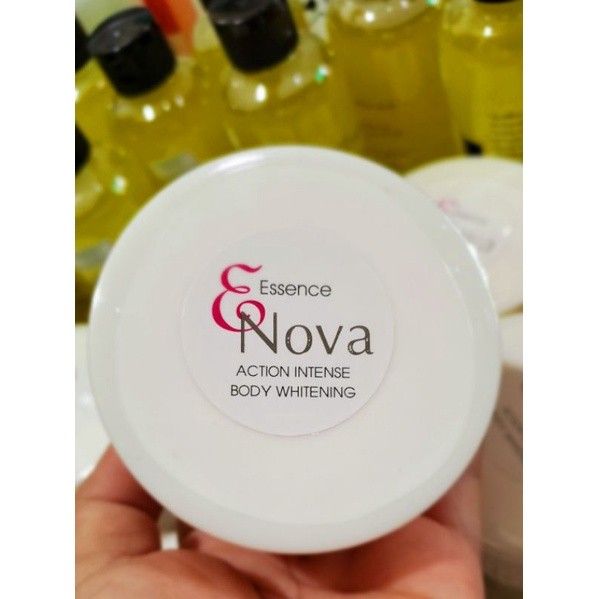 Essence
Nova
ACTION INTENSE
BODY WHITENING